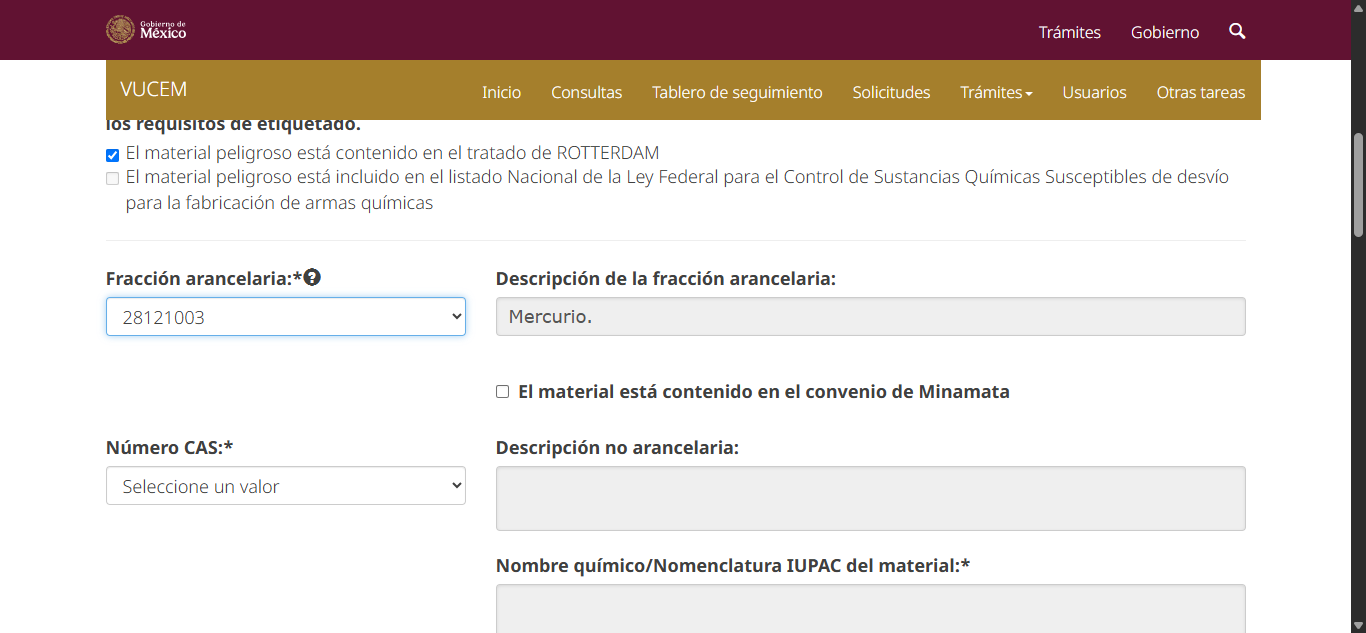 Gobierno de
México
Trámites
Gobierno
VUCEM
Inicio
Consultas
Tablero de seguimiento
Solicitudes
Trámites
Usuarios
Otras tareas
los requisitos de etiquetado.
El material peligroso está contenido en el tratado de ROTTERDAM
El material peligroso está incluido en el listado Nacional de la Ley Federal para el Control de Sustancias Químicas Susceptibles de desvío
para la fabricación de armas químicas
Fracción arancelaria:*
Descripción de la fracción arancelaria:
28121003
Mercurio.
El material está contenido en el convenio de Minamata
Número CAS:*
Descripción no arancelaria:
Seleccione un valor
Nombre químico/Nomenclatura IUPAC del material:*